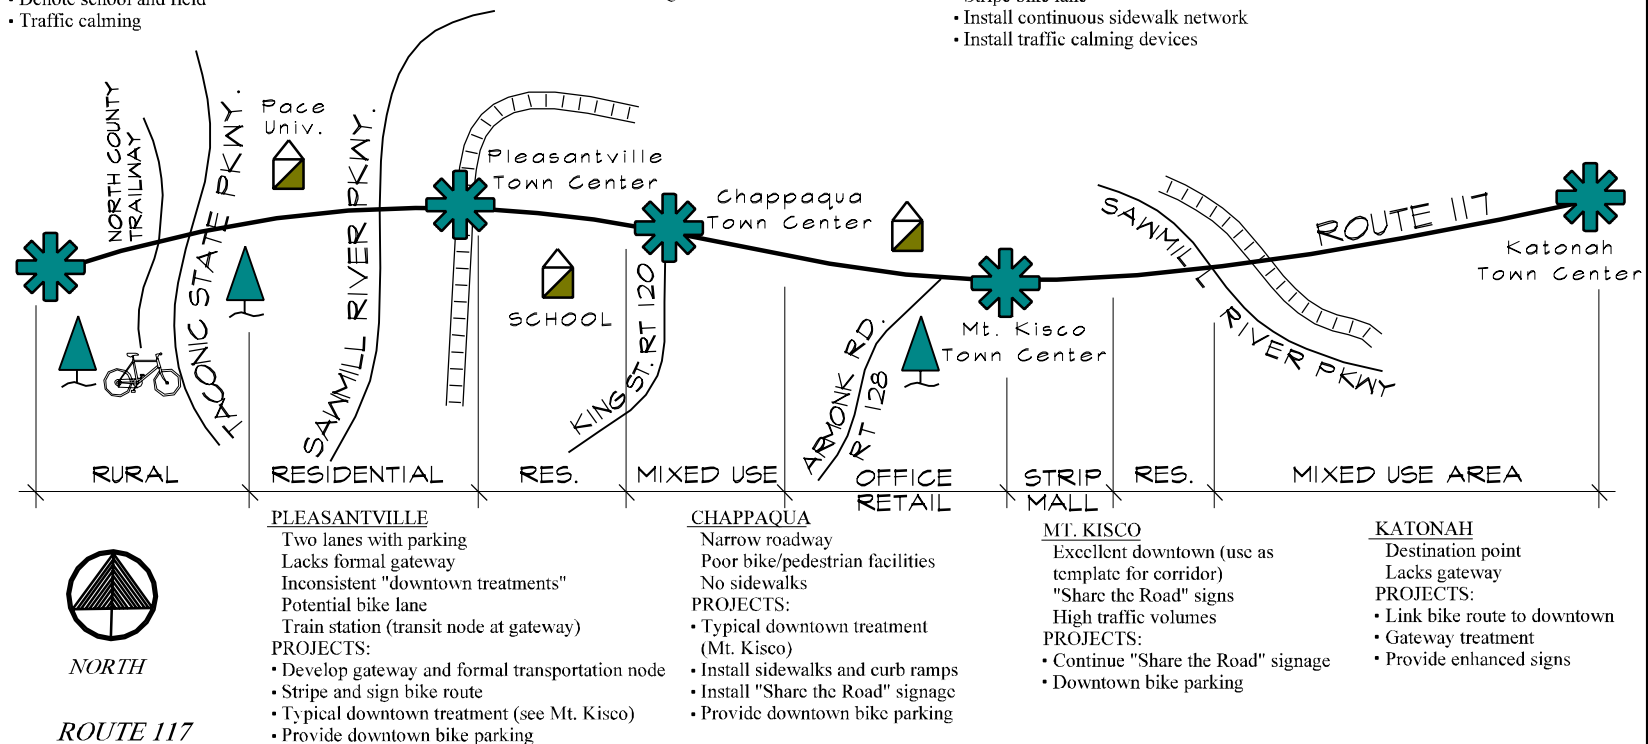 • Denote school and field
• Traffic calming
• Stripe bike lane
• Install continuous sidewalk network
• Install traffic calming devices
NORTH COUNTY
TRAILWAY
TACONIC STATE PKWY.
Pace
Univ.
SAWMILL RIVER PKWY.
Pleasantville
Town Center
SCHOOL
Chappaqua
Town Center
KING ST. RT 120
ARMONK RD.
RT 128
Mt. Kisco
Town Center
SAWMILL RIVER PKWY
ROUTE 117
Katonah
Town Center
RURAL
RESIDENTIAL
RES.
MIXED USE
OFFICE
RETAIL
STRIP
MALL
RES.
MIXED USE AREA
NORTH
ROUTE 117
PLEASANTVILLE
Two lanes with parking
Lacks formal gateway
Inconsistent "downtown treatments"
Potential bike lane
Train station (transit node at gateway)
PROJECTS:
• Develop gateway and formal transportation node
• Stripe and sign bike route
• Typical downtown treatment (see Mt. Kisco)
• Provide downtown bike parking
CHAPPAQUA
Narrow roadway
Poor bike/pedestrian facilities
No sidewalks
PROJECTS:
• Typical downtown treatment
(Mt. Kisco)
• Install sidewalks and curb ramps
• Install "Share the Road" signage
• Provide downtown bike parking
MT. KISCO
Excellent downtown (use as
template for corridor)
"Share the Road" signs
High traffic volumes
PROJECTS:
• Continue "Share the Road" signage
• Downtown bike parking
KATONAH
Destination point
Lacks gateway
PROJECTS:
• Link bike route to downtown
• Gateway treatment
• Provide enhanced signs